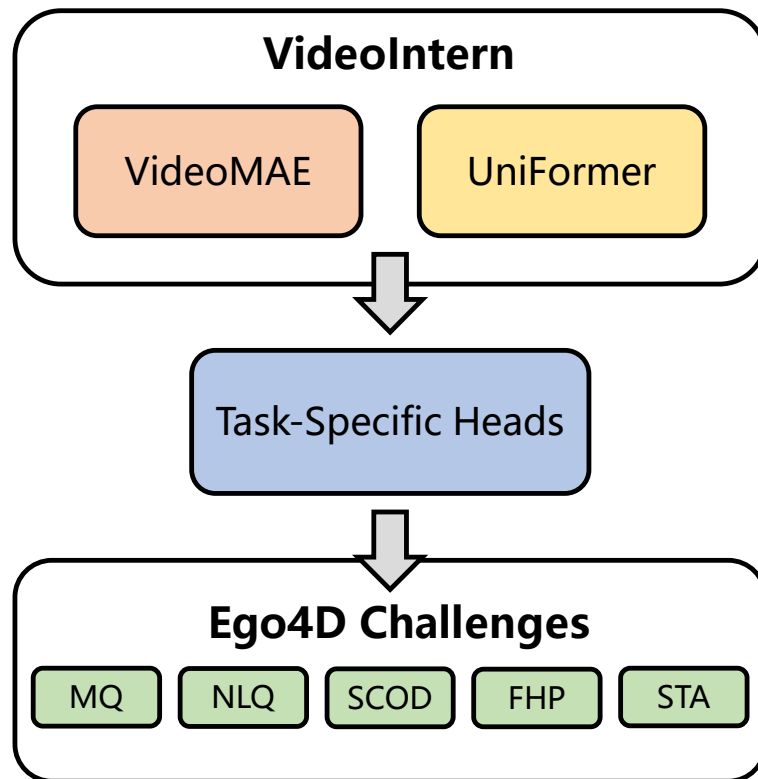 VideoIntern
VideoMAE UniFormer
Task-Specific Heads
Ego4D Challenges
MQ NLQ SCOD FHP STA